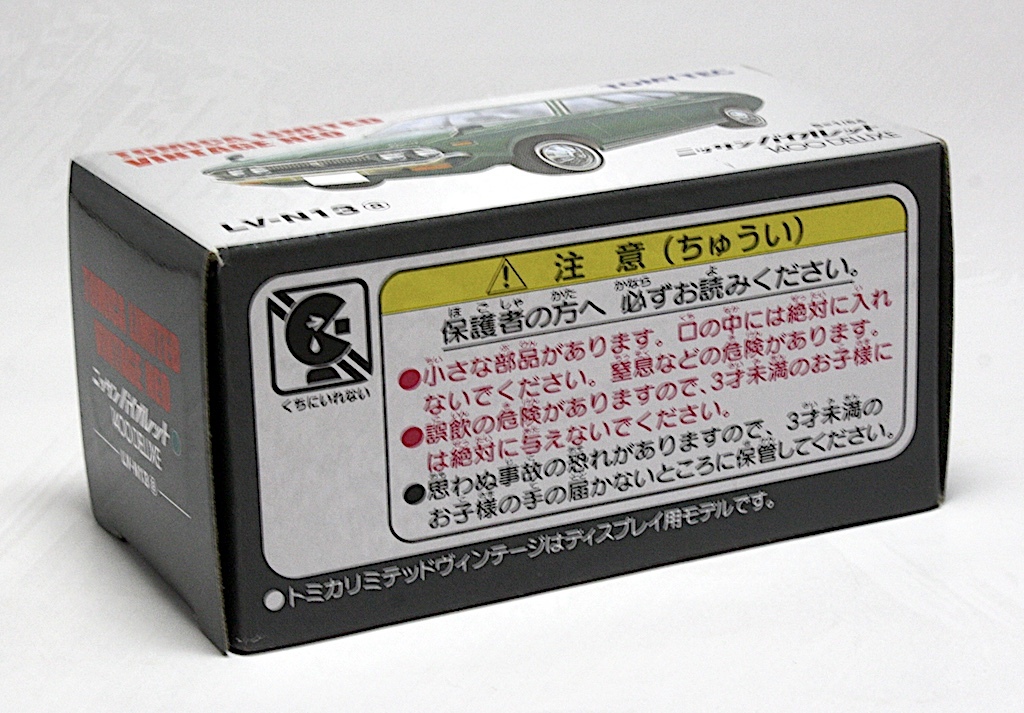 TOMICA LIMITED
VINTAGE NEO
TOMYTEC
LV-N13 a
ニッサンバイオレット
1400 DELUXE
TOMICA LIMITED
VINTAGE NEO
ニッサンバイオレット
1400 DELUXE
LV-N13 a
くちにいれない
注意(ちゅうい)
保護者の方へ 必ずお読みください。
●小さな部品があります。口の中には絶対に入れ
ないでください。窒息などの危険があります。
●誤飲の危険がありますので、3才未満のお子様に
は絶対に与えないでください。
●思わぬ事故の恐れがありますので、3才未満の
お子様の手の届かないところに保管してください。
●トミカリミテッドヴィンテージはディスプレイ用モデルです。